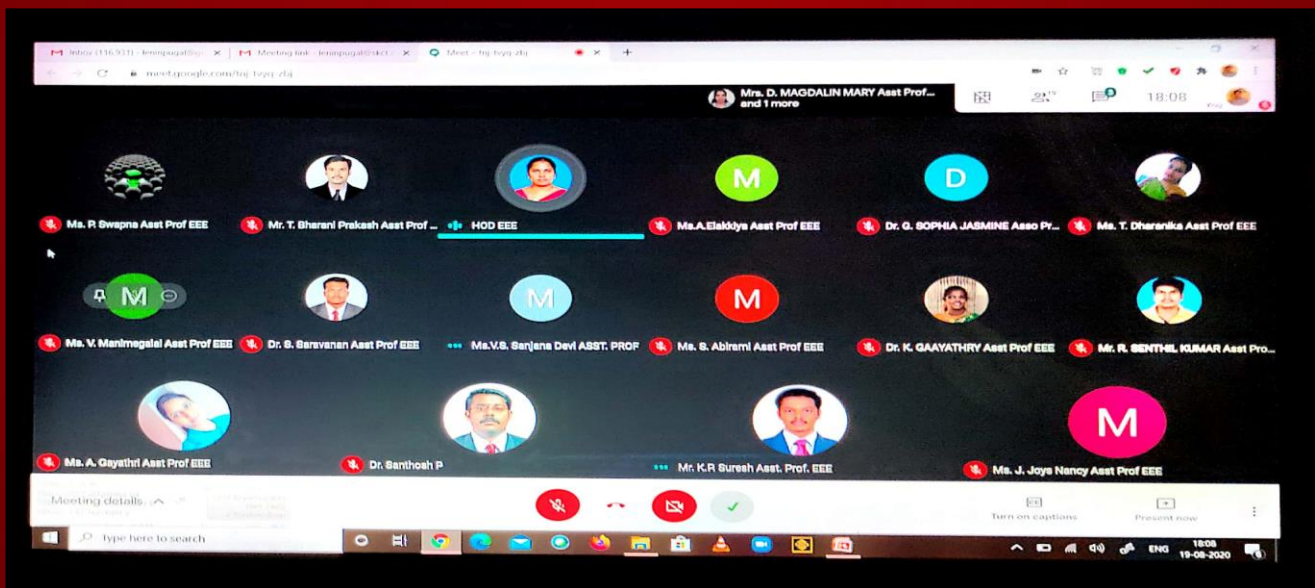 Inbox (116,931) - leninpugal@g
Meeting link - leninpugal@skct.
Meet - tnj-tvyq-zbj
meet.google.com/tnj-tvyq-zbj
Mrs. D. MAGDALIN MARY Asst Prof...
and 1 more
18:08
You
Ms. P. Swapna Asst Prof EEE
Mr. T. Bharani Prakash Asst Prof ...
HOD EEE
Ms.A.Elakkiya Asst Prof EEE
Dr. G. SOPHIA JASMINE Asso Pr...
Ms. T. Dharanika Asst Prof EEE
M
D
M
M
M
Ms. V. Manimegalai Asst Prof EEE
Dr. S. Saravanan Asst Prof EEE
Ms.V.S. Sanjana Devi ASST. PROF
Ms. S. Abirami Asst Prof EEE
Dr. K. GAAYATHRY Asst Prof EEE
Mr. R. SENTHIL KUMAR Asst Pro...
M
Ms. A. Gayathri Asst Prof EEE
Dr. Santhosh P
Mr. K.R Suresh Asst. Prof. EEE
Ms. J. Jaya Nancy Asst Prof EEE
Meeting details
Turn on captions
Present now
Type here to search
ENG
18:08
19-08-2020